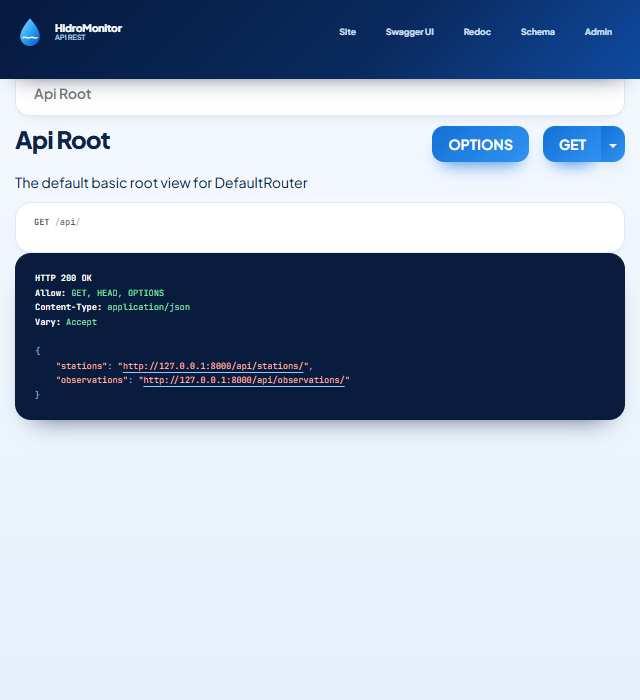 HidroMonitor
API REST
Site
Swagger UI
Redoc
Schema
Admin
Api Root
Api Root
OPTIONS
GET
The default basic root view for DefaultRouter
GET /api/
HTTP 200 OK
Allow: GET, HEAD, OPTIONS
Content-Type: application/json
Vary: Accept
{
    "stations": "http://127.0.0.1:8000/api/stations/",
    "observations": "http://127.0.0.1:8000/api/observations/"
}